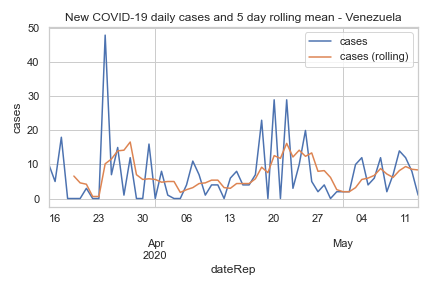 New COVID-19 daily cases and 5 day rolling mean - Venezuela
cases
cases (rolling)
50
40
30
20
10
0
cases
16 23 30 06 13 20 27 04 11
Apr May
2020
dateRep